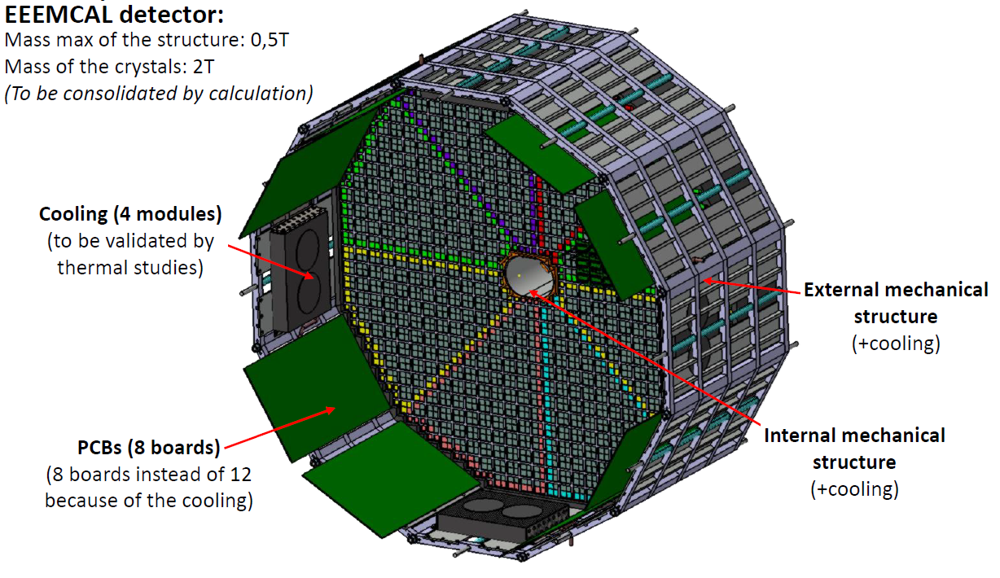 EEEMCAL detector:
Mass max of the structure: 0,5T
Mass of the crystals: 2T
(To be consolidated by calculation)
Cooling (4 modules)
(to be validated by
thermal studies)
External mechanical
structure
(+cooling)
PCBs (8 boards)
(8 boards instead of 12
because of the cooling)
Internal mechanical
structure
(+cooling)